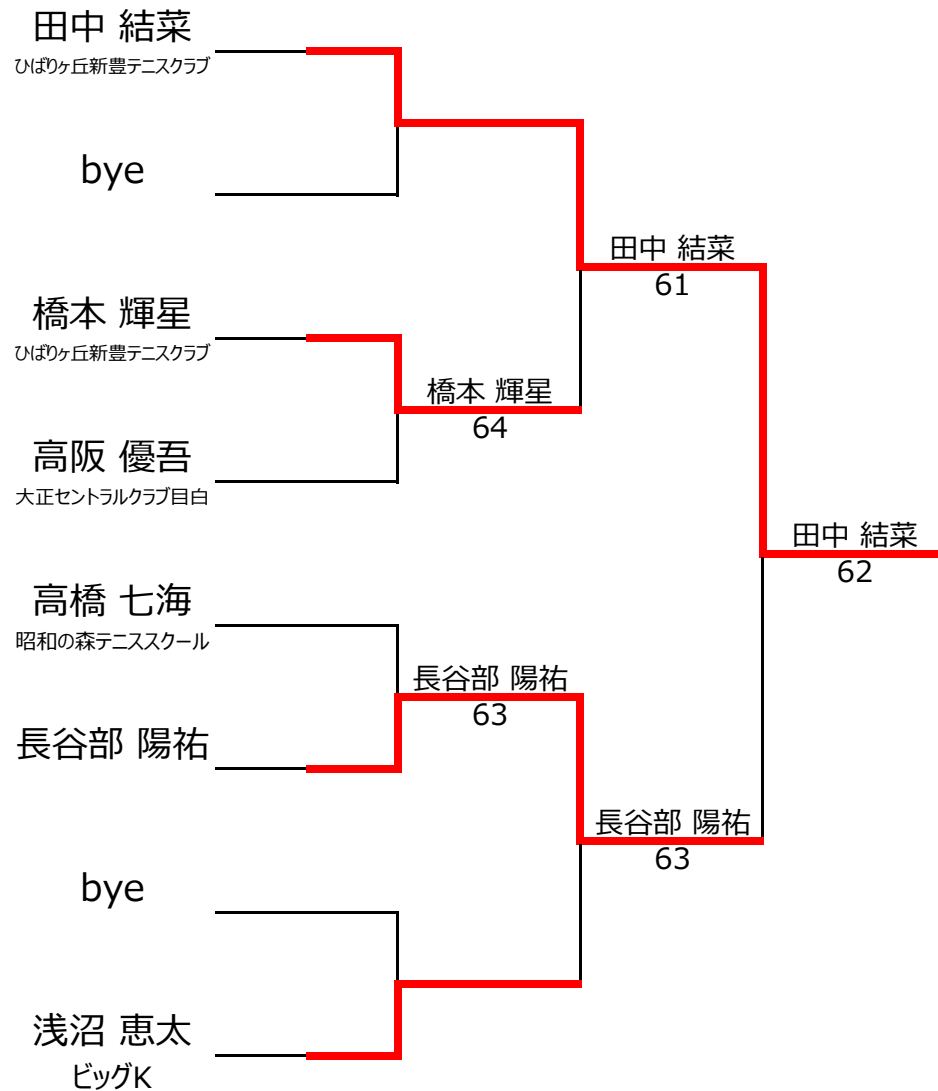 田中 結菜
ひばりヶ丘新豊テニスクラブ
bye
田中 結菜
61
橋本 輝星
ひばりヶ丘新豊テニスクラブ
橋本 輝星
64
高阪 優吾
大正セントラルクラブ目白
田中 結菜
62
高橋 七海
昭和の森テニススクール
長谷部 陽祐
63
長谷部 陽祐
長谷部 陽祐
63
bye
浅沼 恵太
ビッグK